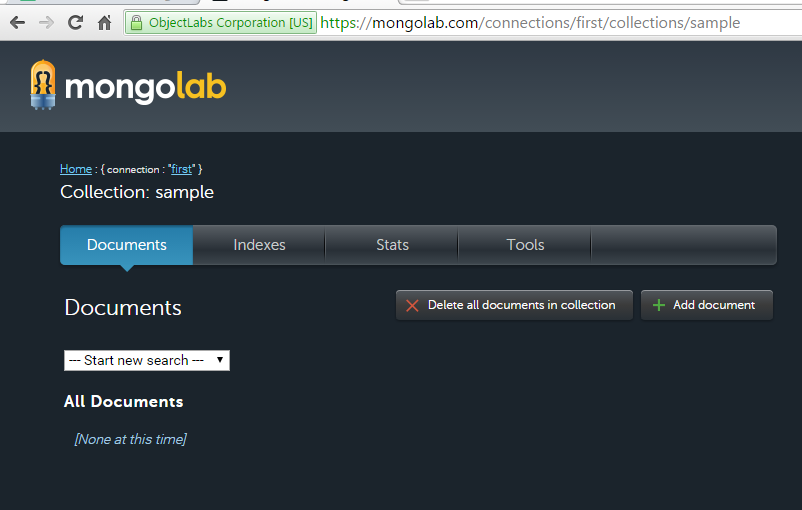 ObjectLabs Corporation [US] https://mongolab.com/connections/first/collections/sample
mongolab
Home : { connection : "first" }
Collection: sample
Documents Indexes Stats Tools
Documents
Delete all documents in collection
Add document
--- Start new search ---
All Documents
[None at this time]